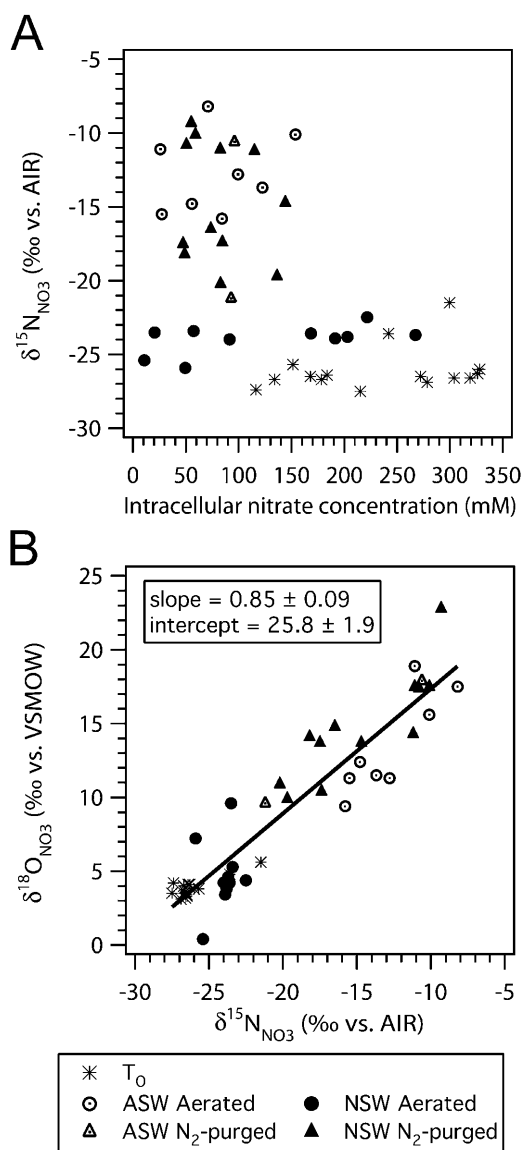 A
-5
-10
-15
-20
-25
-30
δ15NNO3 (‰ vs. AIR)
0 50 100 150 200 250 300 350
Intracellular nitrate concentration (mM)
B
25
20
15
10
5
0
δ18ONO3 (‰ vs. VSMOW)
slope = 0.85 ± 0.09
intercept = 25.8 ± 1.9
-30 -25 -20 -15 -10 -5
δ15NNO3 (‰ vs. AIR)
T0
ASW Aerated NSW Aerated
ASW N2-purged NSW N2-purged